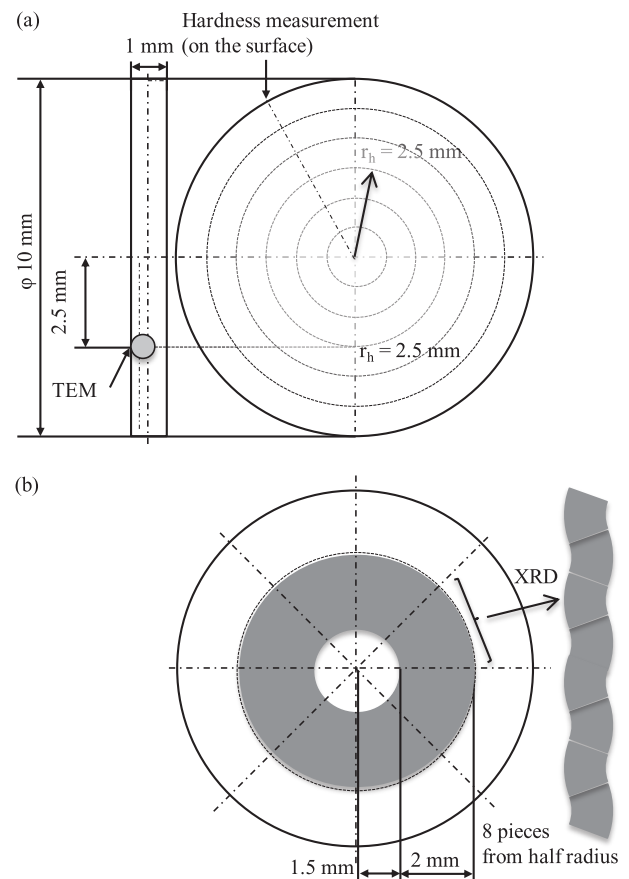 (a)
Hardness measurement
1 mm (on the surface)
rh = 2.5 mm
φ 10 mm
2.5 mm
rh = 2.5 mm
TEM
(b)
XRD
8 pieces
from half radius
1.5 mm
2 mm